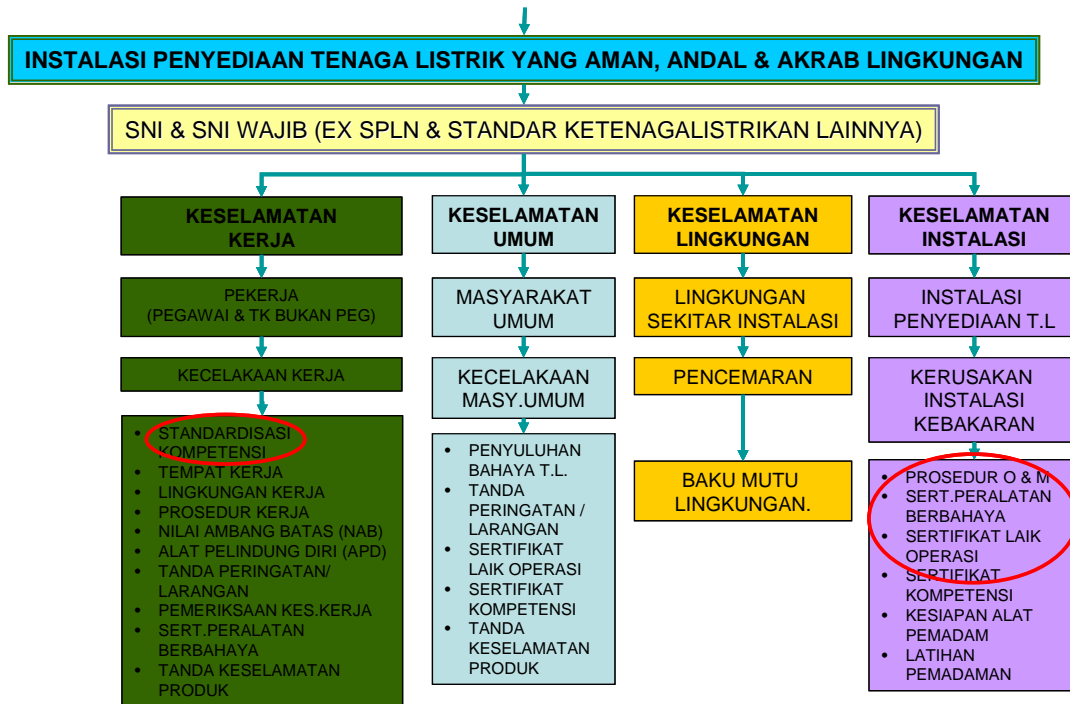 INSTALASI PENYEDIAAN TENAGA LISTRIK YANG AMAN, ANDAL & AKRAB LINGKUNGAN
SNI & SNI WAJIB (EX SPLN & STANDAR KETENAGALISTRIKAN LAINNYA)
KESELAMATAN
KERJA
PEKERJA
(PEGAWAI & TK BUKAN PEG)
KECELAKAAN KERJA
• STANDARDISASI
KOMPETENSI
• TEMPAT KERJA
• LINGKUNGAN KERJA
• PROSEDUR KERJA
• NILAI AMBANG BATAS (NAB)
• ALAT PELINDUNG DIRI (APD)
• TANDA PERINGATAN/
LARANGAN
• PEMERIKSAAN KES.KERJA
• SERT.PERALATAN
BERBAHAYA
• TANDA KESELAMATAN
PRODUK
KESELAMATAN
UMUM
MASYARAKAT
UMUM
KECELAKAAN
MASY.UMUM
• PENYULUHAN
BAHAYA T.L.
• TANDA
PERINGATAN /
LARANGAN
• SERTIFIKAT
LAIK OPERASI
• SERTIFIKAT
KOMPETENSI
• TANDA
KESELAMATAN
PRODUK
KESELAMATAN
LINGKUNGAN
LINGKUNGAN
SEKITAR INSTALASI
PENCEMARAN
BAKU MUTU
LINGKUNGAN.
KESELAMATAN
INSTALASI
INSTALASI
PENYEDIAAN T.L
KERUSAKAN
INSTALASI
KEBAKARAN
• PROSEDUR O & M
• SERT.PERALATAN
BERBAHAYA
• SERTIFIKAT LAIK
OPERASI
• SERTIFIKAT
KOMPETENSI
• KESIAPAN ALAT
PEMADAM
• LATIHAN
PEMADAMAN